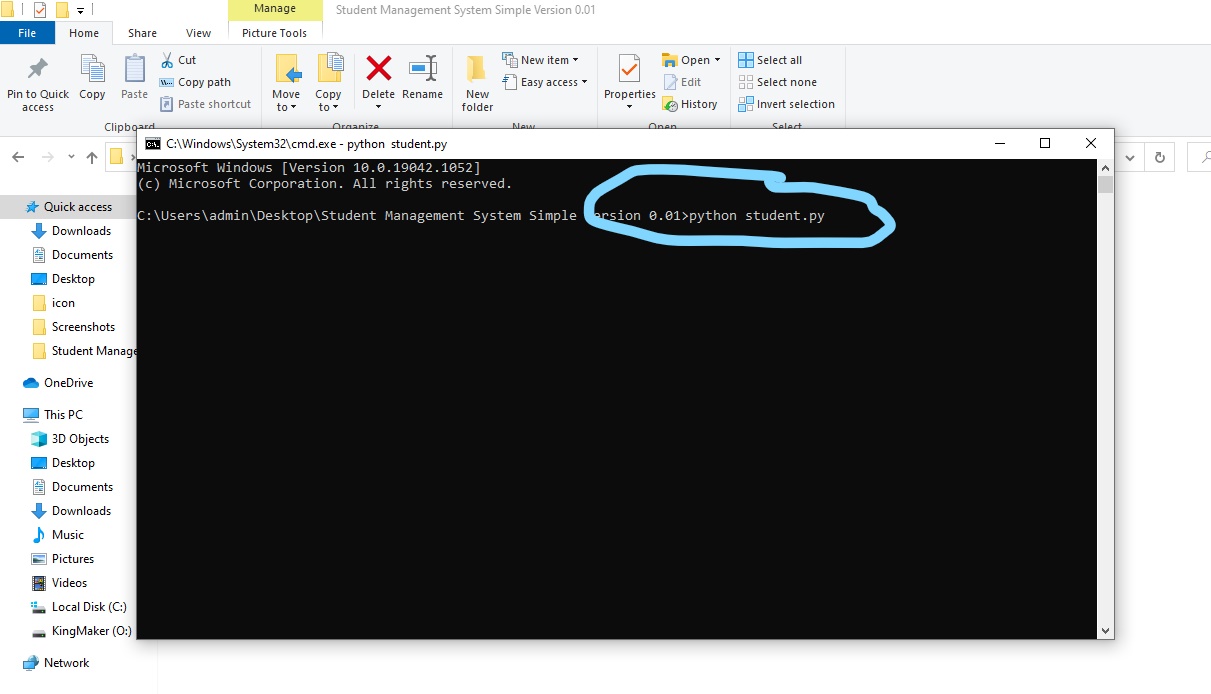 Manage
Student Management System Simple Version 0.01
File
Home
Share
View
Picture Tools
Pin to Quick access
Copy
Paste
Cut
Copy path
Paste shortcut
Clipboard
Move to
Copy to
Delete
Rename
Organize
New folder
New item
Easy access
New
Properties
Open
Edit
History
Open
Select all
Select none
Invert selection
Select
C:\Windows\System32\cmd.exe - python  student.py
Microsoft Windows [Version 10.0.19042.1052]
(c) Microsoft Corporation. All rights reserved.
C:\Users\admin\Desktop\Student Management System Simple Version 0.01>python student.py
Quick access
Downloads
Documents
Desktop
icon
Screenshots
Student Manage
OneDrive
This PC
3D Objects
Desktop
Documents
Downloads
Music
Pictures
Videos
Local Disk (C:)
KingMaker (O:)
Network